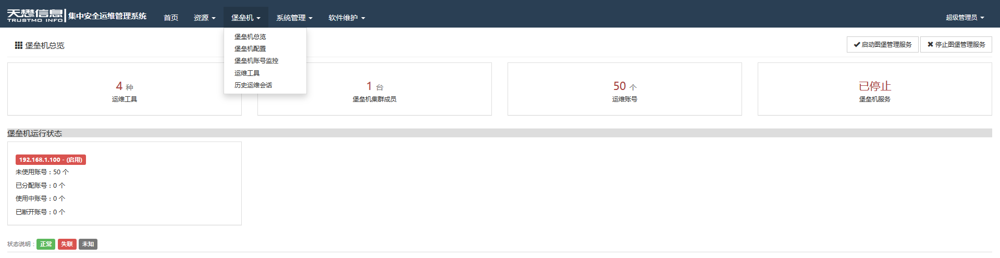 天懋信息 TRUSTMO INFO 集中安全运维管理系统 首页 资源 堡垒机 系统管理 软件维护 超级管理员
堡垒机总览
堡垒机配置
堡垒机账号监控
运维工具
历史运维会话
堡垒机总览 启动图堡管理服务 停止图堡管理服务
4 种
运维工具
1 台
堡垒机集群成员
50 个
运维账号
已停止
堡垒机服务
堡垒机运行状态
192.168.1.100 - (启用)
未使用账号：50 个
已分配账号：0 个
使用中账号：0 个
已断开账号：0 个
状态说明： 正常 失联 未知